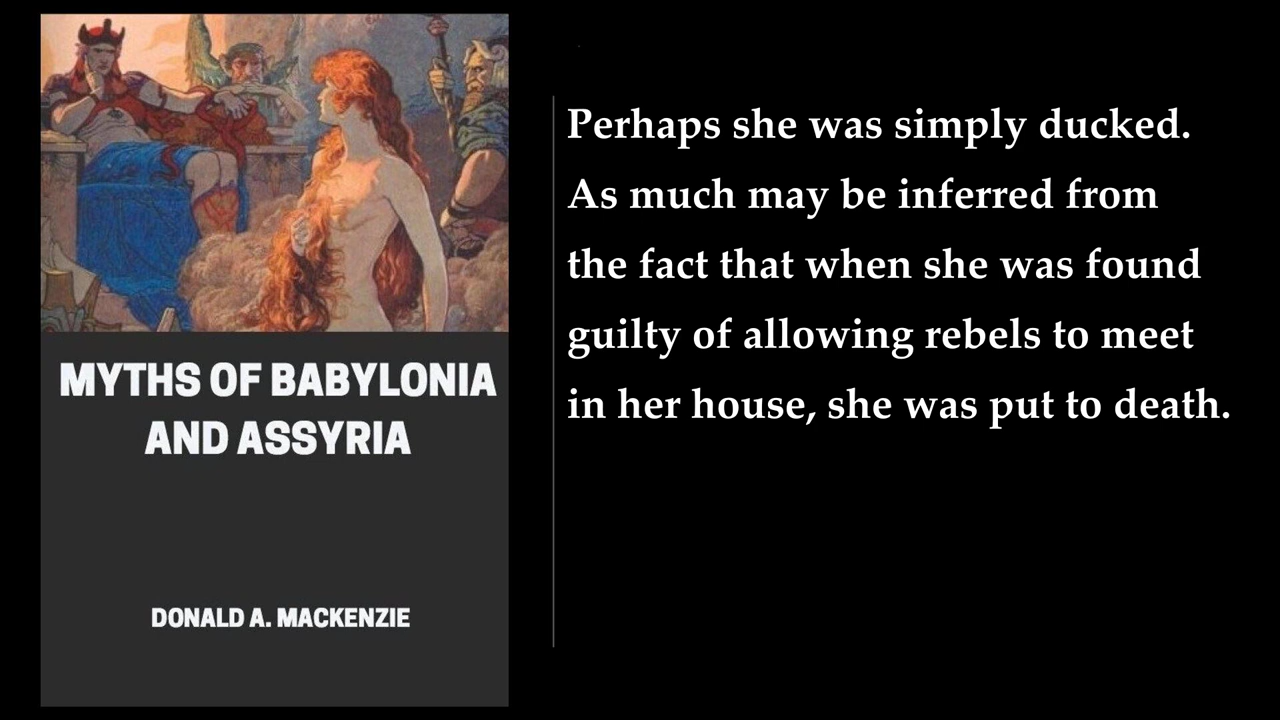 MYTHS OF BABYLONIA
AND ASSYRIA
DONALD A. MACKENZIE
Perhaps she was simply ducked.
As much may be inferred from
the fact that when she was found
guilty of allowing rebels to meet
in her house, she was put to death.